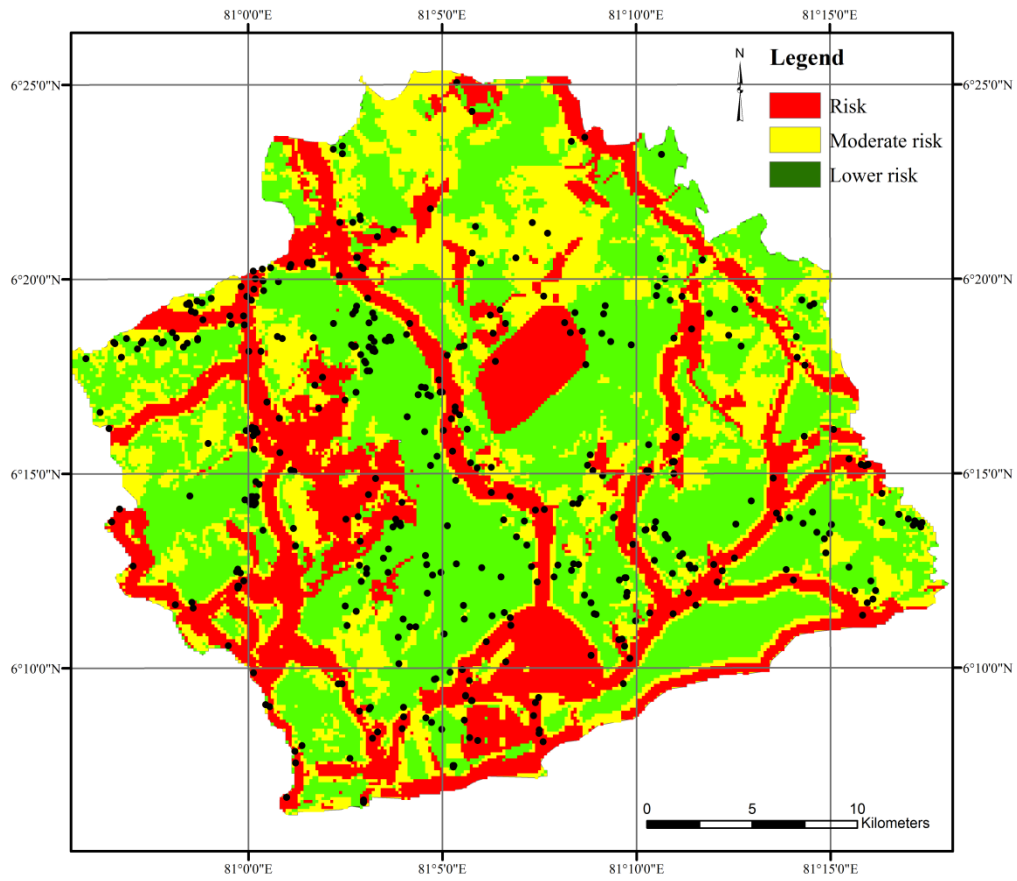 81°0'0"E 81°5'0"E 81°10'0"E 81°15'0"E
N
Legend
6°25'0"N 6°25'0"N
Risk
Moderate risk
Lower risk
6°20'0"N 6°20'0"N
6°15'0"N 6°15'0"N
6°10'0"N 6°10'0"N
0 5 10
Kilometers
81°0'0"E 81°5'0"E 81°10'0"E 81°15'0"E